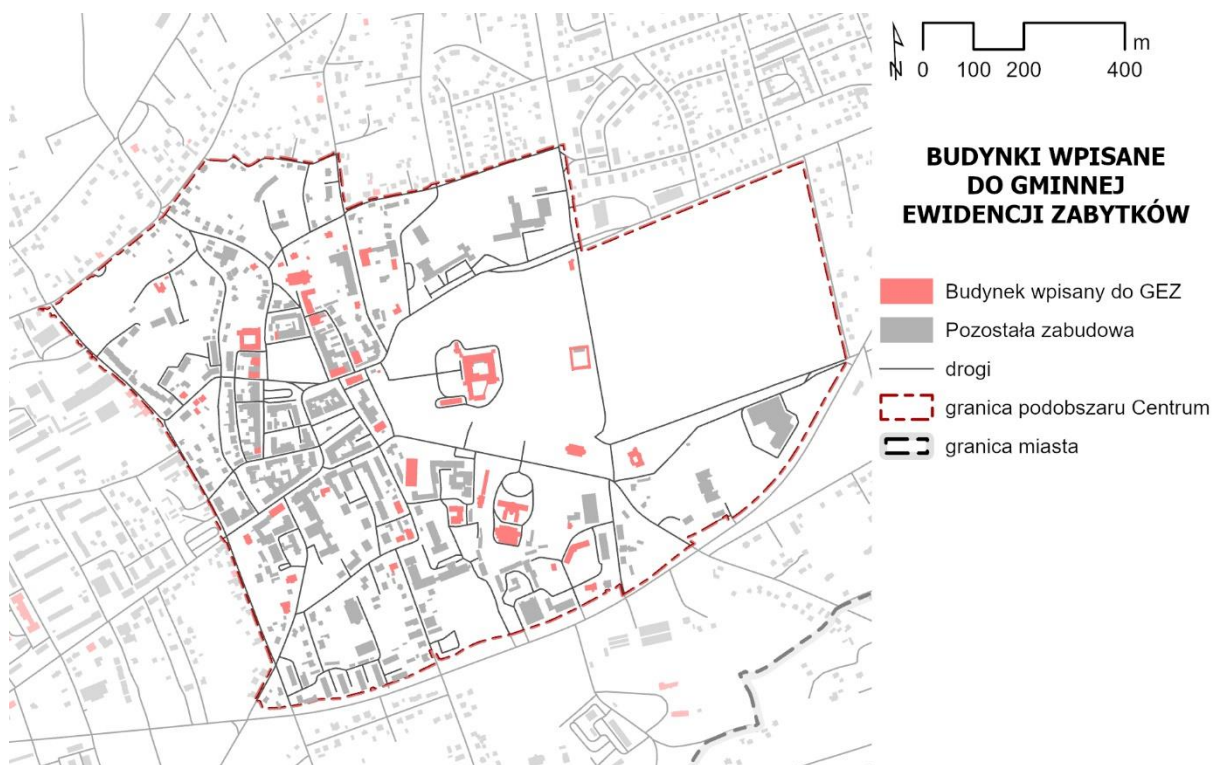 N
m
0 100 200 400
BUDYNKI WPISANE
DO GMINNEJ
EWIDENCJI ZABYTKÓW
Budynek wpisany do GEZ
Pozostała zabudowa
drogi
granica podobszaru Centrum
granica miasta